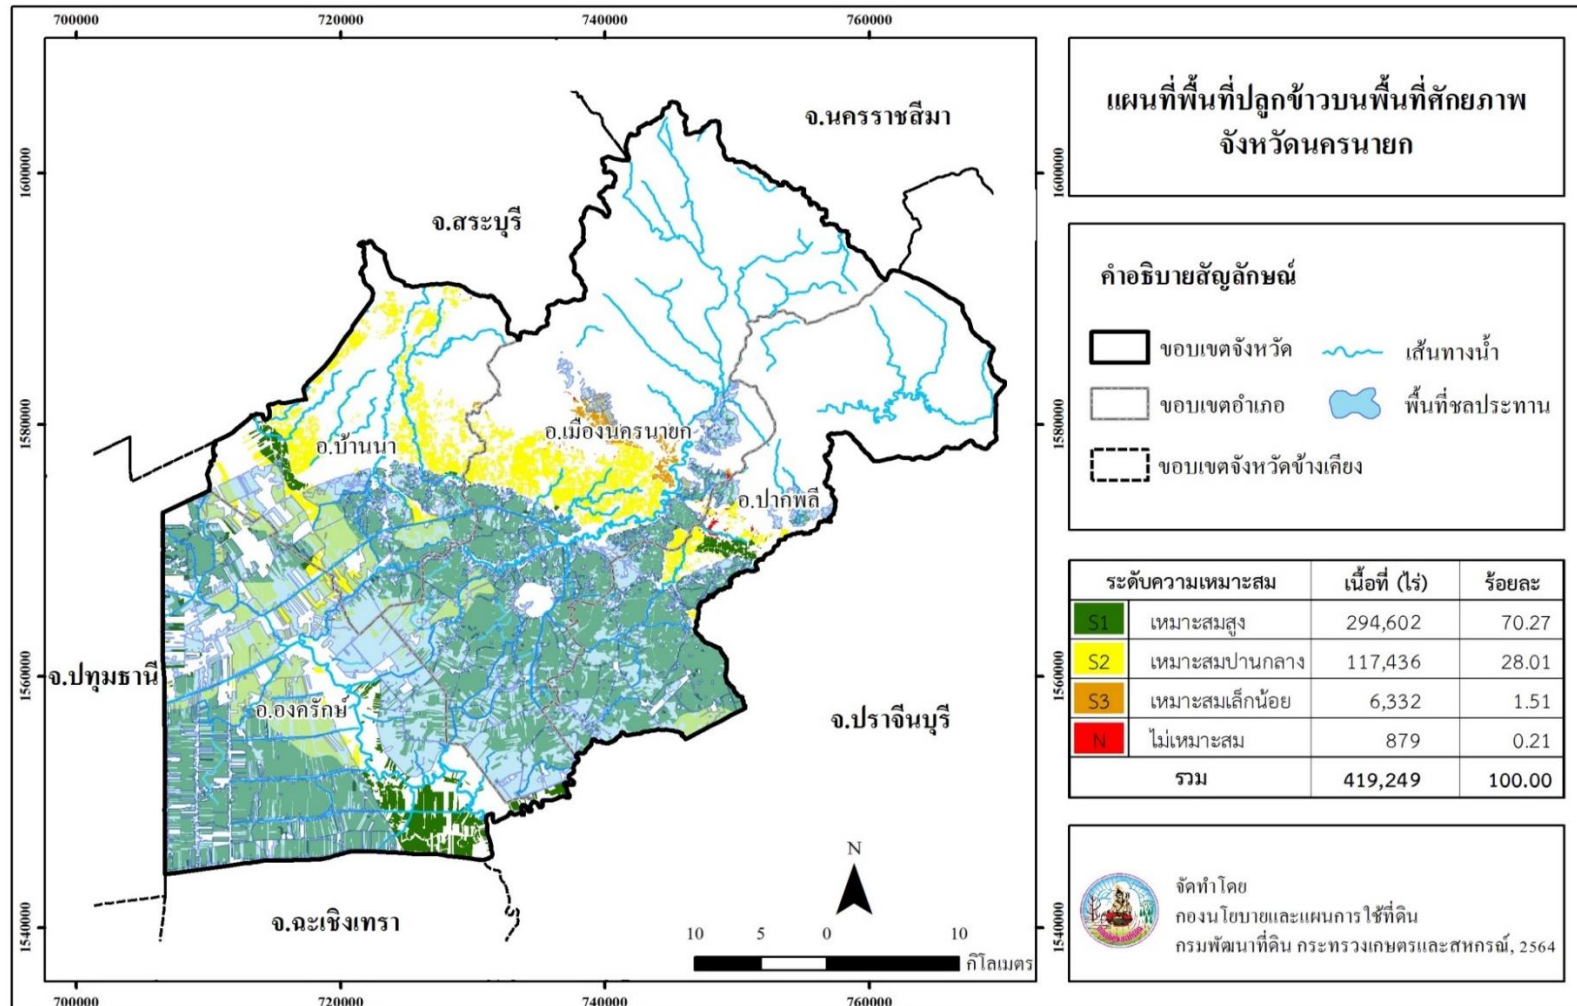 700000 720000 740000 760000
แผนที่พื้นที่ปลูกข้าวบนพื้นที่ศักยภาพ
จังหวัดนครนายก
จ.นครราชสีมา
1600000 1600000
จ.สระบุรี
คำอธิบายสัญลักษณ์
ขอบเขตจังหวัด เส้นทางน้ำ
ขอบเขตอำเภอ พื้นที่ชลประทาน
ขอบเขตจังหวัดข้างเคียง
1580000 1580000
อ.บ้านนา
อ.เมืองนครนายก
อ.ปากพลี
ระดับความเหมาะสม เนื้อที่ (ไร่) ร้อยละ
S1 เหมาะสมสูง 294,602 70.27
S2 เหมาะสมปานกลาง 117,436 28.01
S3 เหมาะสมเล็กน้อย 6,332 1.51
N ไม่เหมาะสม 879 0.21
รวม 419,249 100.00
จ.ปทุมธานี
1560000 1560000
อ.องครักษ์
จ.ปราจีนบุรี
จ.ฉะเชิงเทรา
N
1540000 1540000
10 5 0 10
กิโลเมตร
จัดทำโดย
กองนโยบายและแผนการใช้ที่ดิน
กรมพัฒนาที่ดิน กระทรวงเกษตรและสหกรณ์, 2564
700000 720000 740000 760000